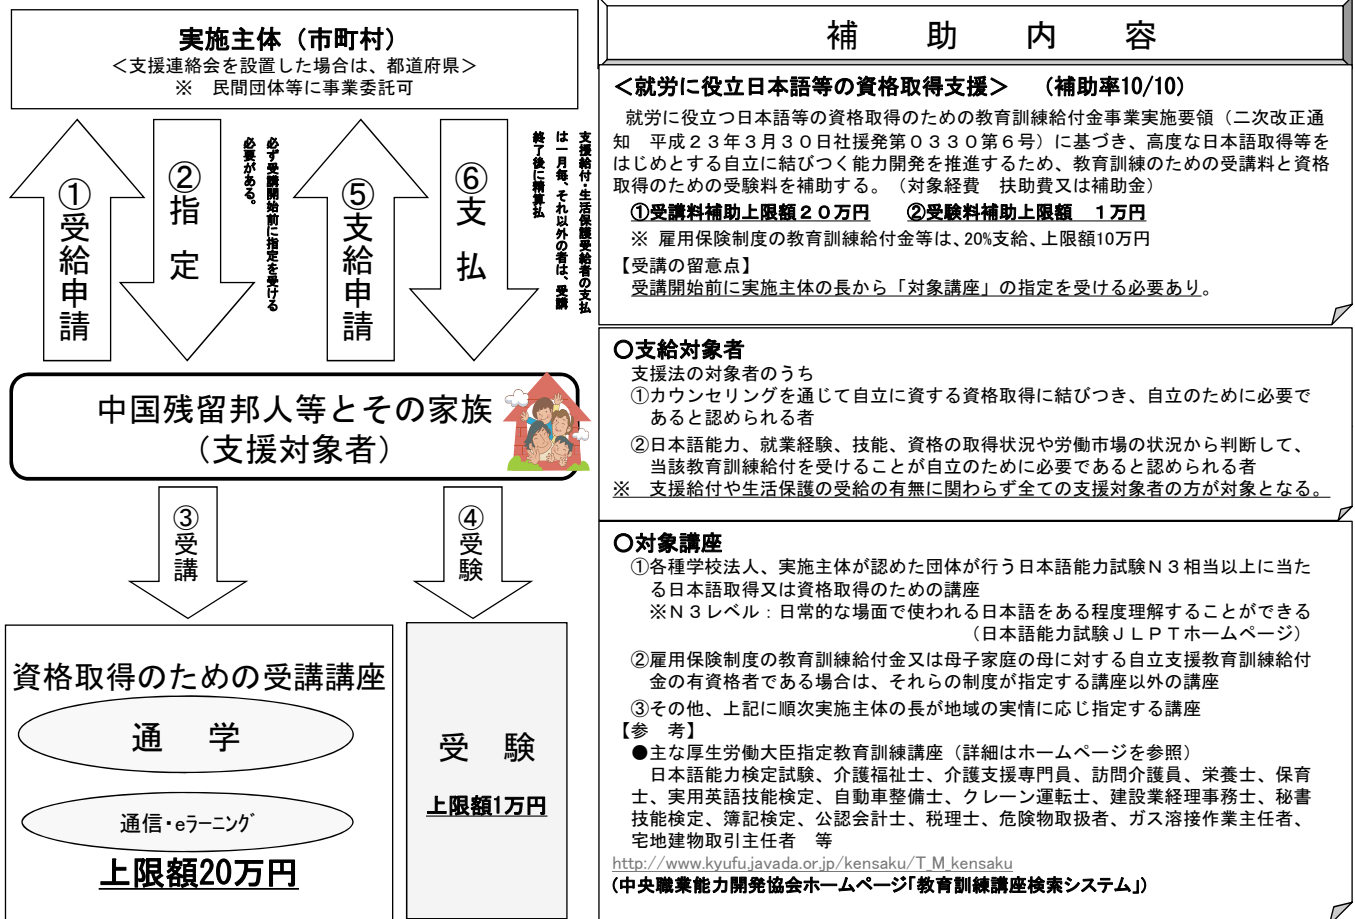 実施主体（市町村）
＜支援連絡会を設置した場合は、都道府県＞
※　民間団体等に事業委託可
①受給申請
②指定
必ず受講開始前に指定を受ける
必要がある。
⑤支給申請
⑥支払
支援給付・生活保護受給者の支払
は一月毎、それ以外の者は、受講
終了後に精算払
中国残留邦人等とその家族
（支援対象者）
③受講
④受験
資格取得のための受講講座
通　学
通信・eﾗｰﾆﾝｸﾞ
上限額20万円
受　験
上限額1万円
補　助　内　容
＜就労に役立日本語等の資格取得支援＞　（補助率10/10）
就労に役立つ日本語等の資格取得のための教育訓練給付金事業実施要領（二次改正通
知　平成２３年３月３０日社援発第０３３０第６号）に基づき、高度な日本語取得等を
はじめとする自立に結びつく能力開発を推進するため、教育訓練のための受講料と資格
取得のための受験料を補助する。（対象経費　扶助費又は補助金）
①受講料補助上限額２０万円　②受験料補助上限額　１万円
※ 雇用保険制度の教育訓練給付金等は、20%支給、上限額10万円
【受講の留意点】
受講開始前に実施主体の長から「対象講座」の指定を受ける必要あり。
○支給対象者
支援法の対象者のうち
①カウンセリングを通じて自立に資する資格取得に結びつき、自立のために必要で
あると認められる者
②日本語能力、就業経験、技能、資格の取得状況や労働市場の状況から判断して、
当該教育訓練給付を受けることが自立のために必要であると認められる者
※　支援給付や生活保護の受給の有無に関わらず全ての支援対象者の方が対象となる。
○対象講座
①各種学校法人、実施主体が認めた団体が行う日本語能力試験Ｎ３相当以上に当た
る日本語取得又は資格取得のための講座
※Ｎ３レベル：日常的な場面で使われる日本語をある程度理解することができる
（日本語能力試験ＪＬＰＴホームページ）
②雇用保険制度の教育訓練給付金又は母子家庭の母に対する自立支援教育訓練給付
金の有資格者である場合は、それらの制度が指定する講座以外の講座
③その他、上記に順次実施主体の長が地域の実情に応じ指定する講座
【参　考】
●主な厚生労働大臣指定教育訓練講座（詳細はホームページを参照）
日本語能力検定試験、介護福祉士、介護支援専門員、訪問介護員、栄養士、保育
士、実用英語技能検定、自動車整備士、クレーン運転士、建設業経理事務士、秘書
技能検定、簿記検定、公認会計士、税理士、危険物取扱者、ガス溶接作業主任者、
宅地建物取引主任者　等
http://www.kyufu.javada.or.jp/kensaku/T_M_kensaku
(中央職業能力開発協会ホームページ「教育訓練講座検索システム」)